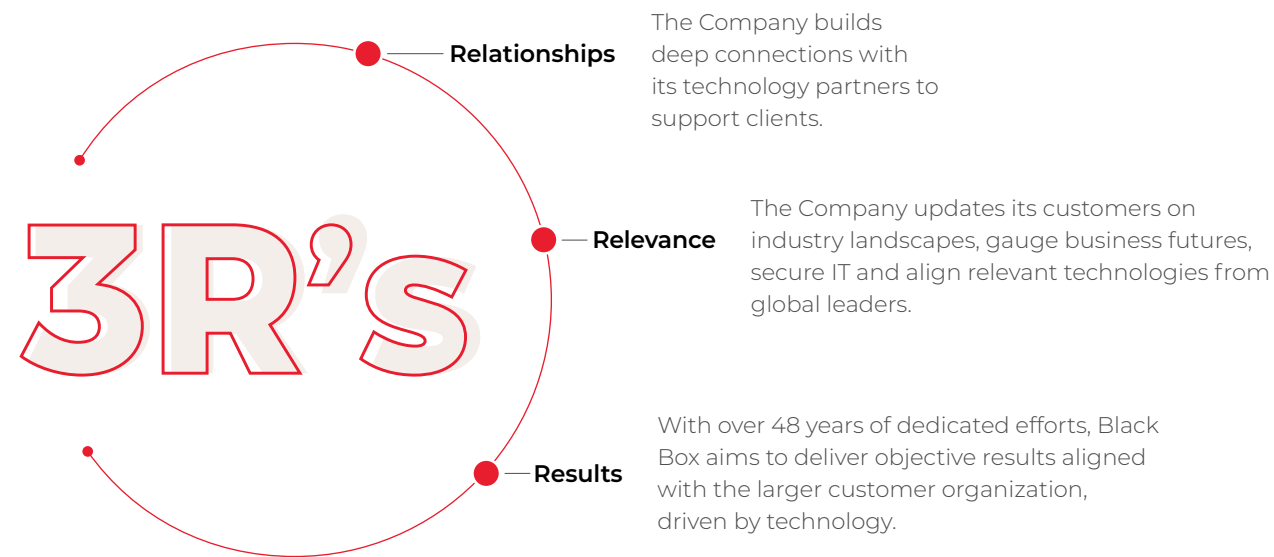 3R's
Relationships
The Company builds
deep connections with
its technology partners to
support clients.
Relevance
The Company updates its customers on
industry landscapes, gauge business futures,
secure IT and align relevant technologies from
global leaders.
Results
With over 48 years of dedicated efforts, Black
Box aims to deliver objective results aligned
with the larger customer organization,
driven by technology.